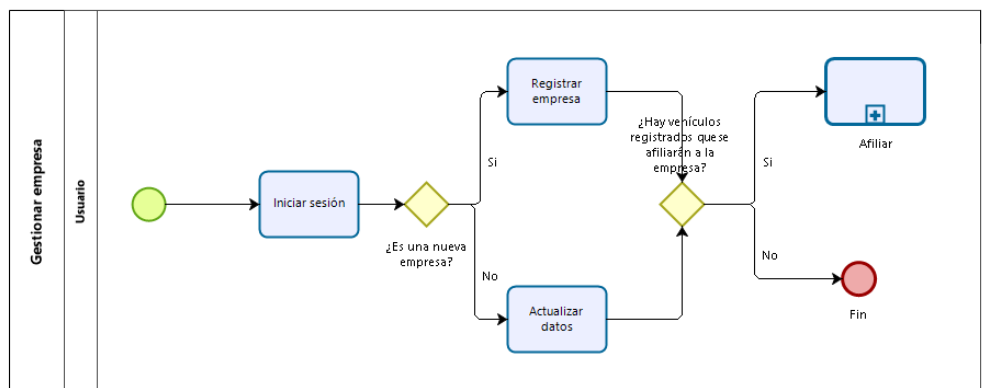 Gestionar empresa
Usuario
Iniciar sesión
¿Es una nueva
empresa?
Si
No
Registrar
empresa
Actualizar
datos
¿Hay vehículos
registrados que se
afiliarán a la
empresa?
Si
No
Afiliar
Fin